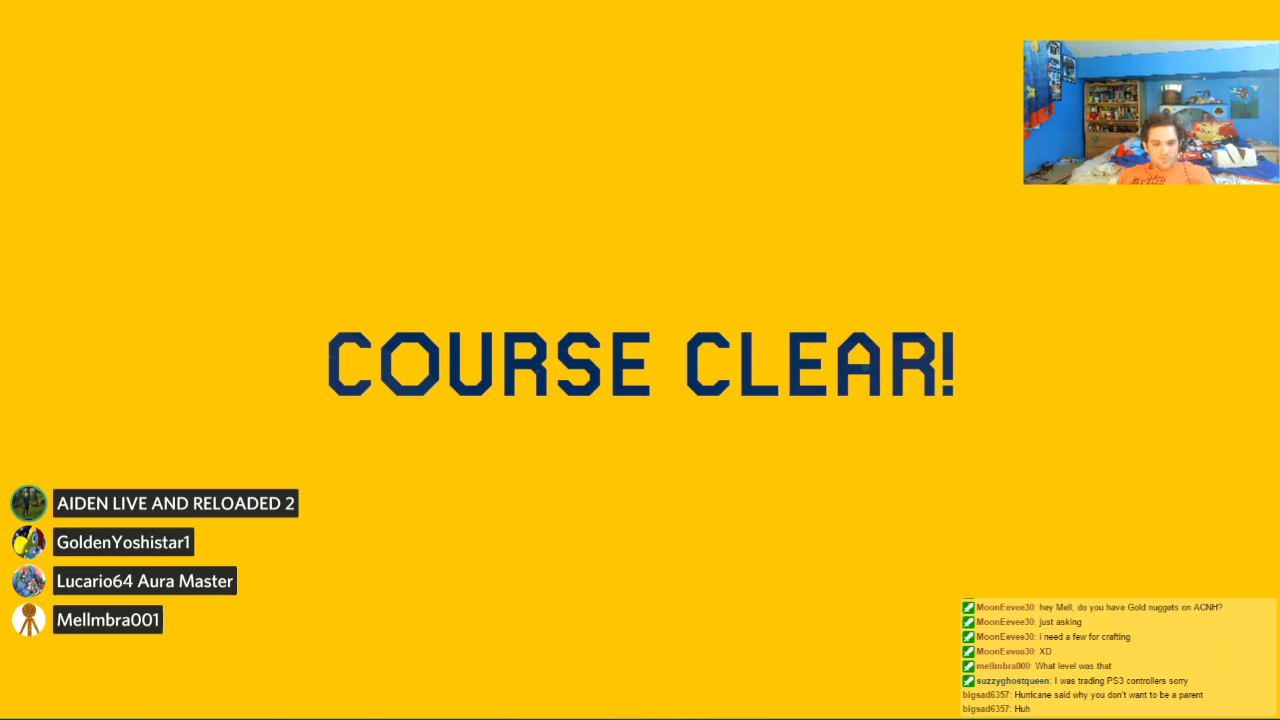 COURSE CLEAR!
AIDEN LIVE AND RELOADED 2
GoldenYoshistar1
Lucario64 Aura Master
Mellmbra001
MoonEevee30: hey Mell, do you have Gold nuggets on ACNH?
MoonEevee30: just asking
MoonEevee30: i need a few for crafting
MoonEevee30: XD
mellmbra000: What level was that
suzzyghostqueen: I was trading PS3 controllers sorry
bigsad6357: Hurricane said why you don't want to be a parent
bigsad6357: Huh